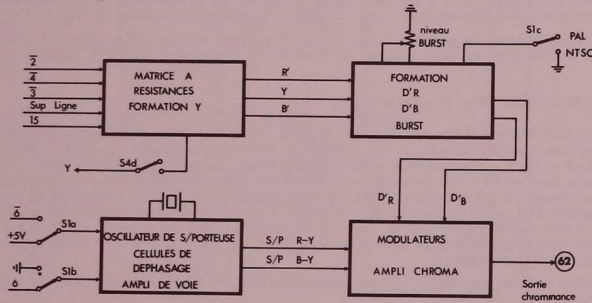 niveau
BURST
S1c
PAL
NTSC
2̅
4̅
3̅
Sup Ligne
15
MATRICE A
RESISTANCES
FORMATION Y
R'
Y
B'
FORMATION
D'R
D'B
BURST
Y
S4d
D'R
D'B
6̅
+5V
S1a
S1b
6
OSCILLATEUR DE S/PORTEUSE
CELLULES DE
DEPHASAGE
AMPLI DE VOIE
S/P R-Y
S/P B-Y
MODULATEURS
AMPLI CHROMA
62
Sortie
chrominance